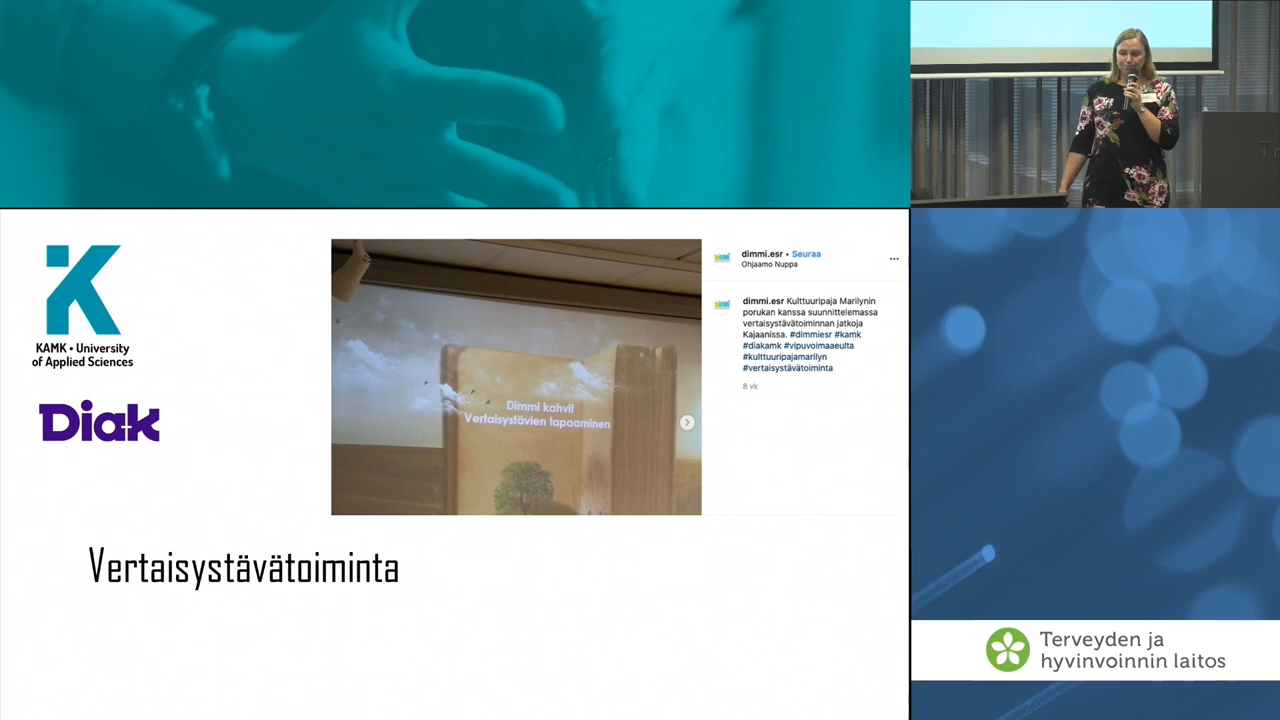 KAMK • University
of Applied Sciences
Diak
Dimmi kahvit
Vertaisystävien tapaaminen
dimmi.esr • Seuraa
Ohjaamo Nuppa
dimmi.esr Kulttuuripaja Marilynin
porukan kanssa suunnittelemassa
vertaisystävätoiminnan jatkoja
Kajaanissa. #dimmiesr #kamk
#diakamk #vipuvoimaaeulta
#kulttuuripajamarilyn
#vertaisystävätoiminta
8 vk
Vertaisystävätoiminta
Terveyden ja
hyvinvoinnin laitos